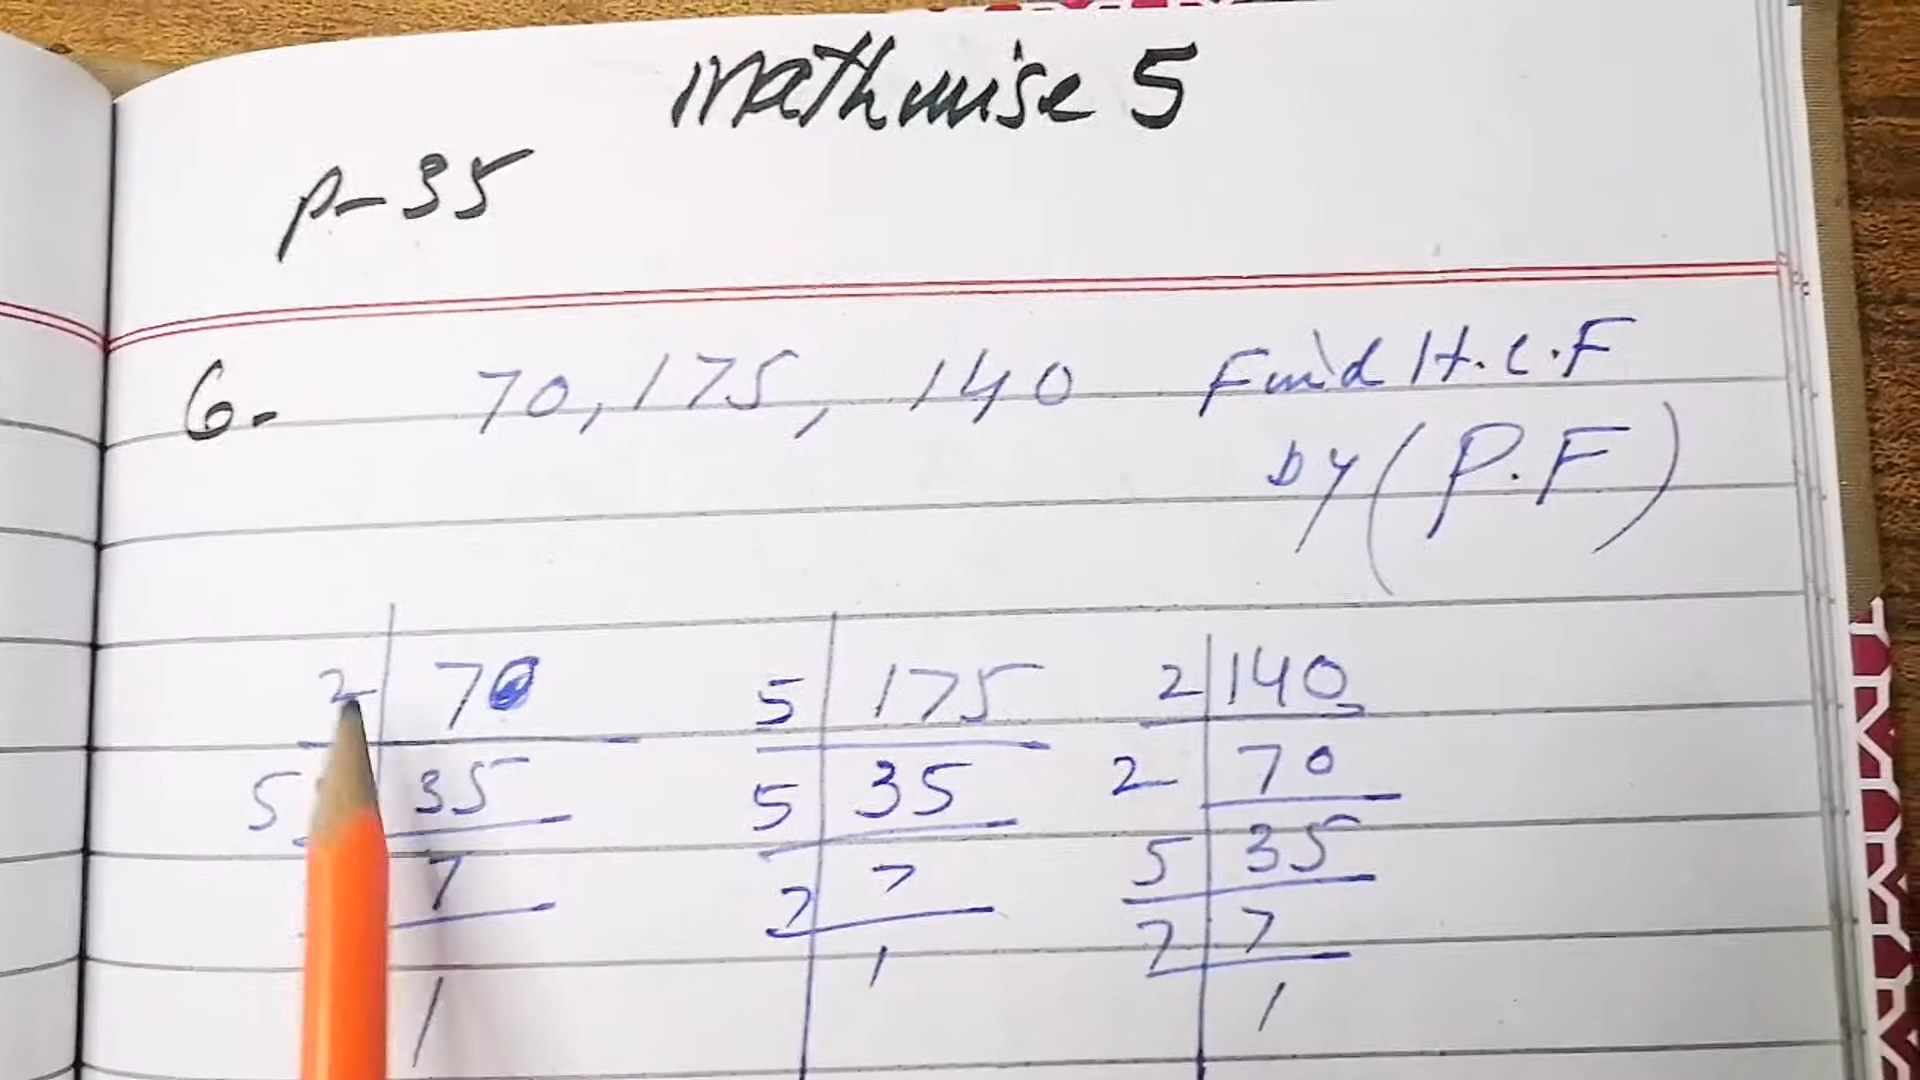 Mathwise 5
P-35
6- 70, 175, 140 Find H.C.F
by (P.F)
2 70 5 175 2 140
5 35 5 35 2 70
7 7 7 5 35
1 1 7 7
1